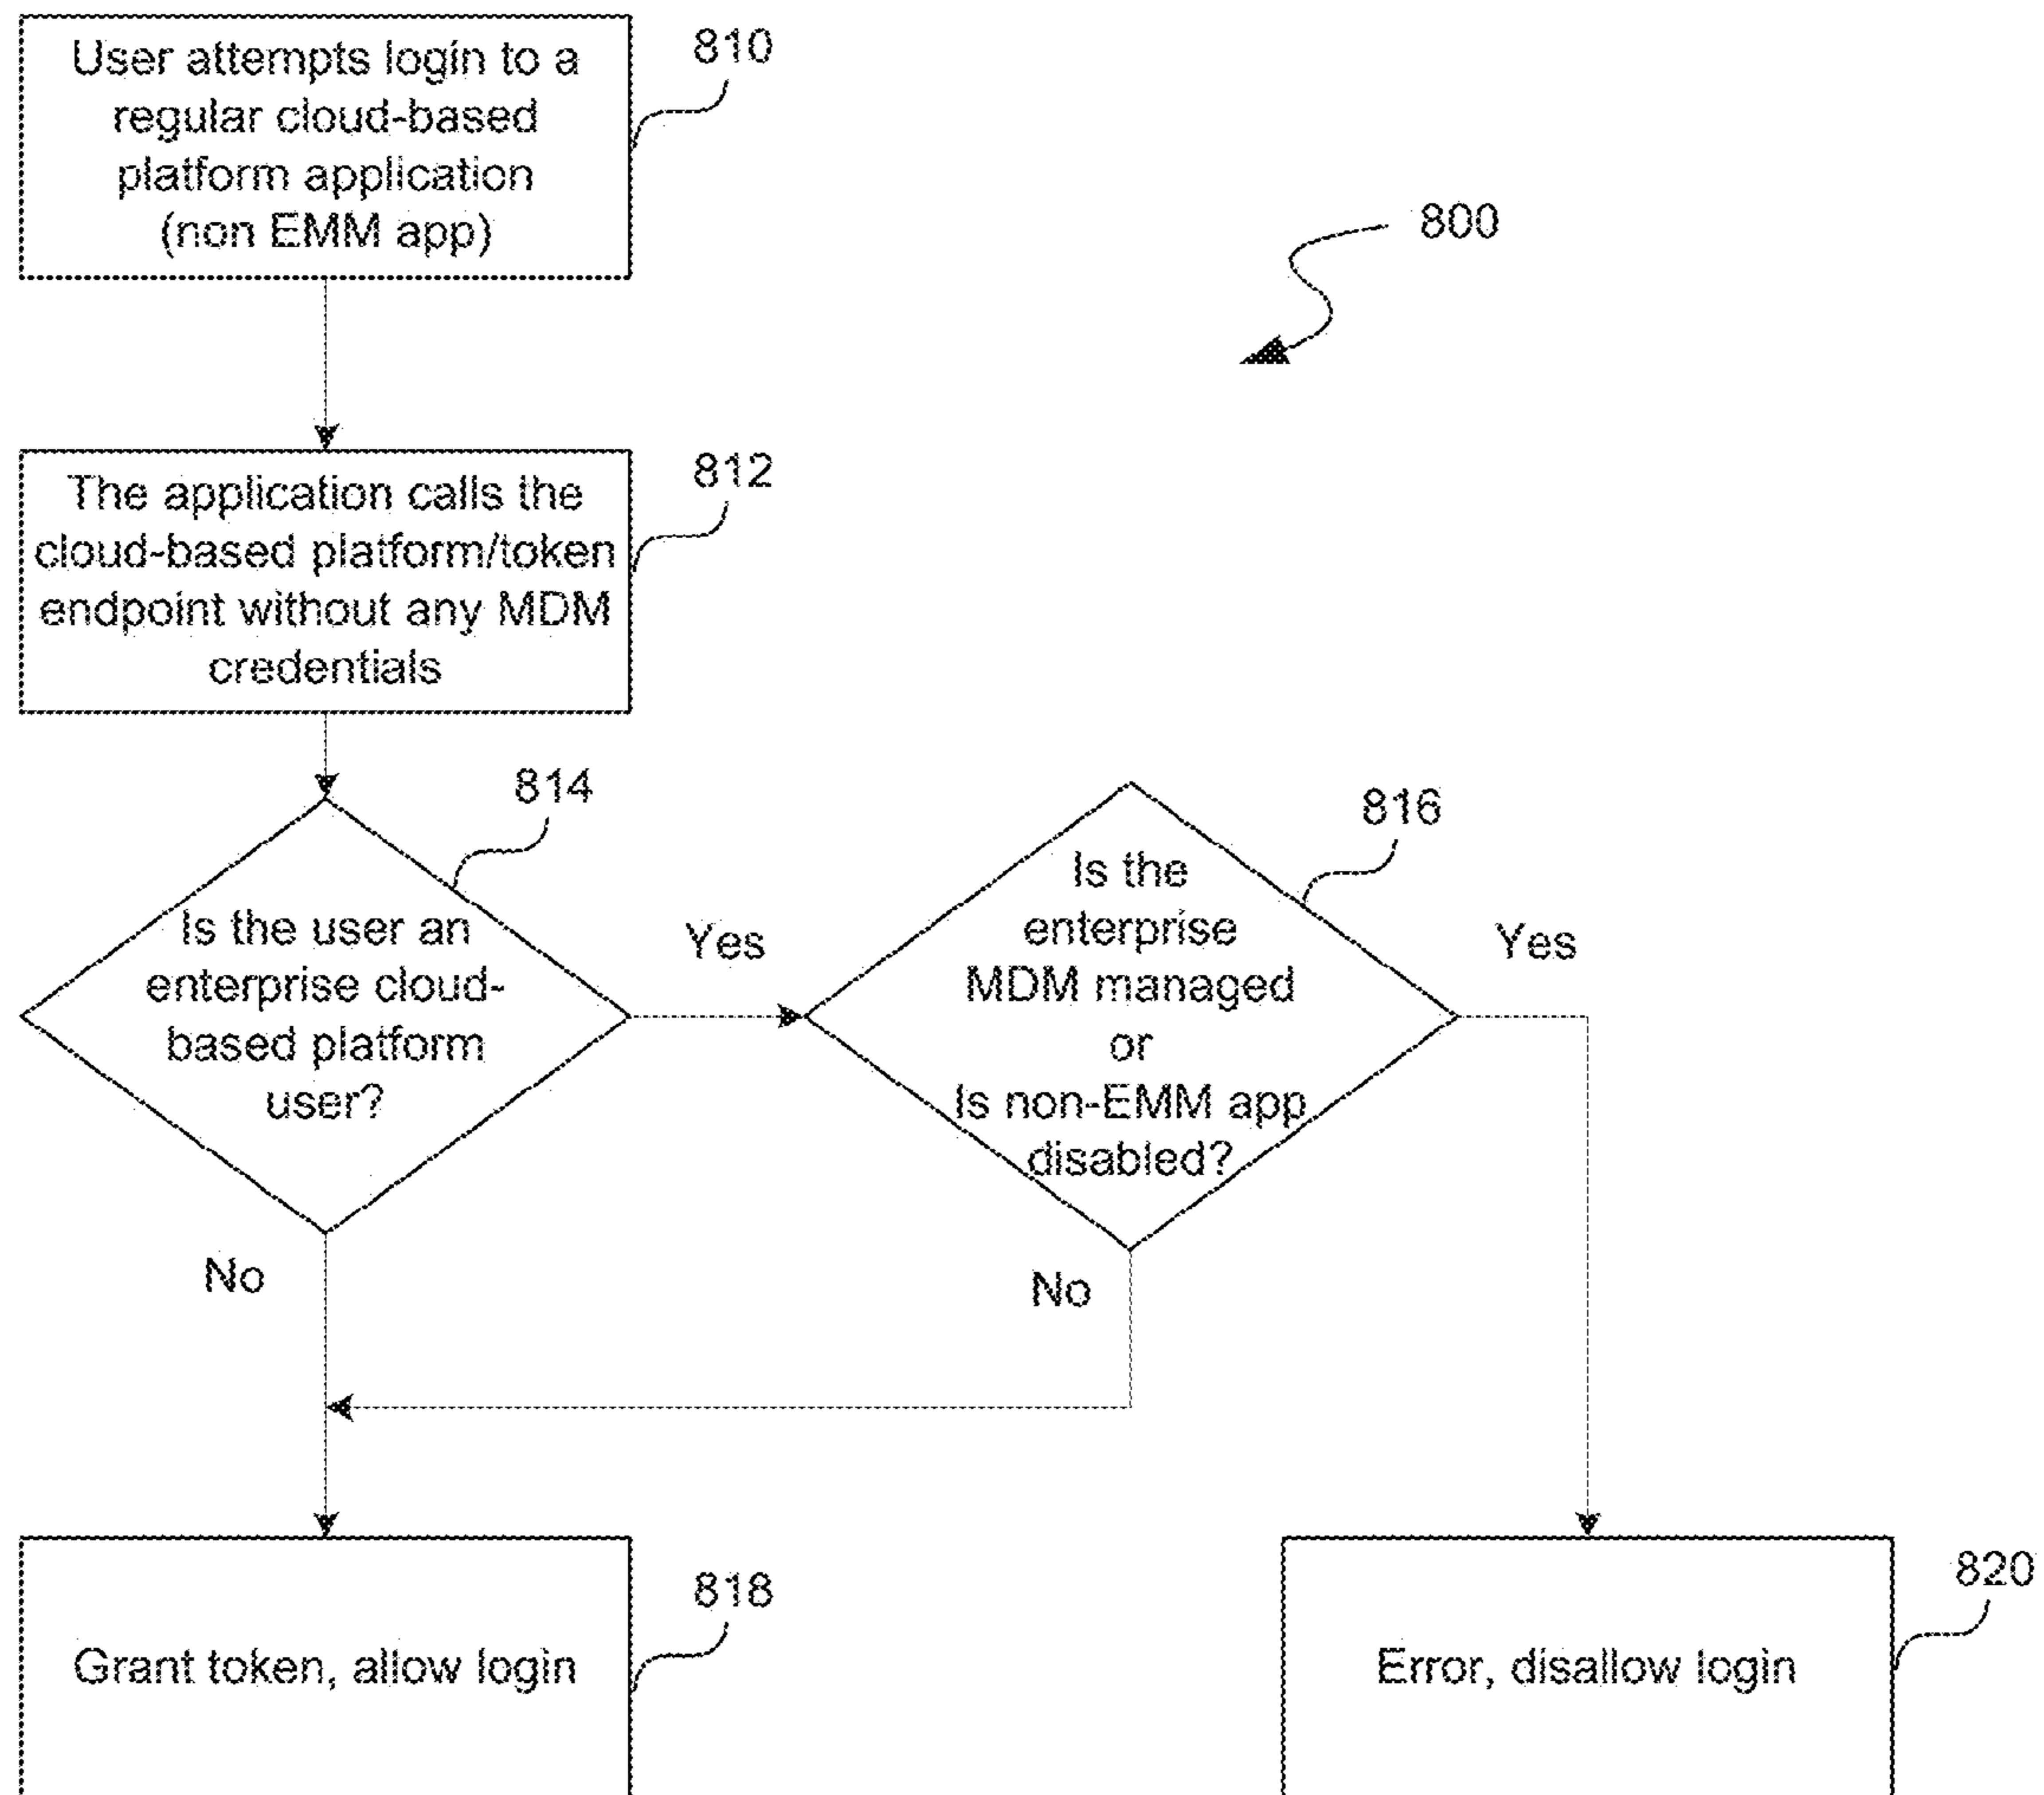 User attempts login to a
regular cloud-based
platform application
(non EMM app)
810
800
The application calls the
cloud-based platform/token
endpoint without any MDM
credentials
812
814
Is the user an
enterprise cloud-
based platform
user?
Yes
816
Is the
enterprise
MDM managed
or
Is non-EMM app
disabled?
Yes
No
No
Grant token, allow login
818
Error, disallow login
820